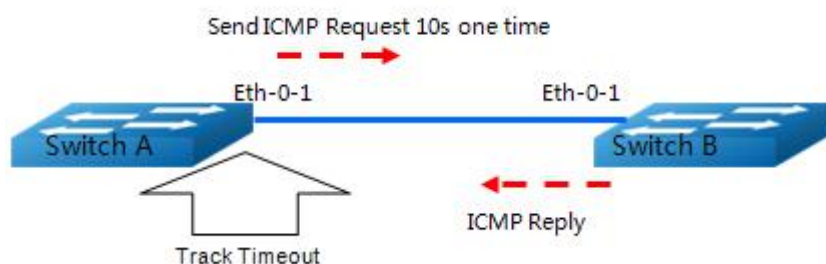 Send ICMP Request 10s one time
Eth-0-1
Eth-0-1
Switch A
Switch B
ICMP Reply
Track Timeout